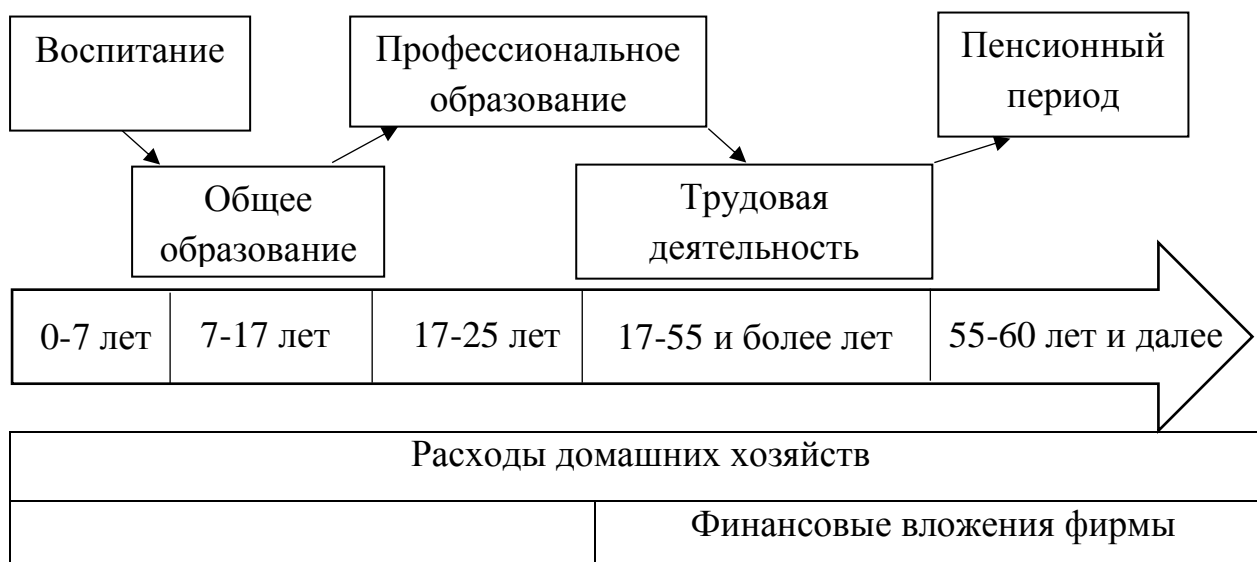 Воспитание
Профессиональное
образование
Пенсионный
период
Общее
образование
Трудовая
деятельность
0-7 лет
7-17 лет
17-25 лет
17-55 и более лет
55-60 лет и далее
Расходы домашних хозяйств
Финансовые вложения фирмы